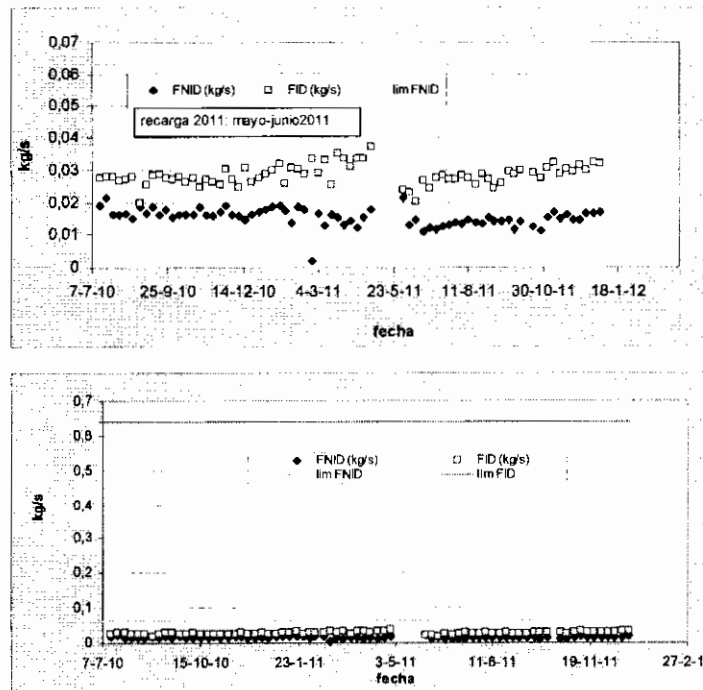 0,07
0,06
0,05
0,04
0,03
0,02
0,01
0
kg/s
FNID (kg/s) FID (kg/s) lim FNID
recarga 2011: mayo-junio2011
7-7-10 25-9-10 14-12-10 4-3-11 23-5-11 11-8-11 30-10-11 18-1-12
fecha
0,7
0,6
0,5
0,4
0,3
0,2
0,1
0
kg/s
FNID (kg/s) FID (kg/s)
lim FNID lim FID
7-7-10 15-10-10 23-1-11 3-5-11 11-8-11 19-11-11 27-2-1
fecha